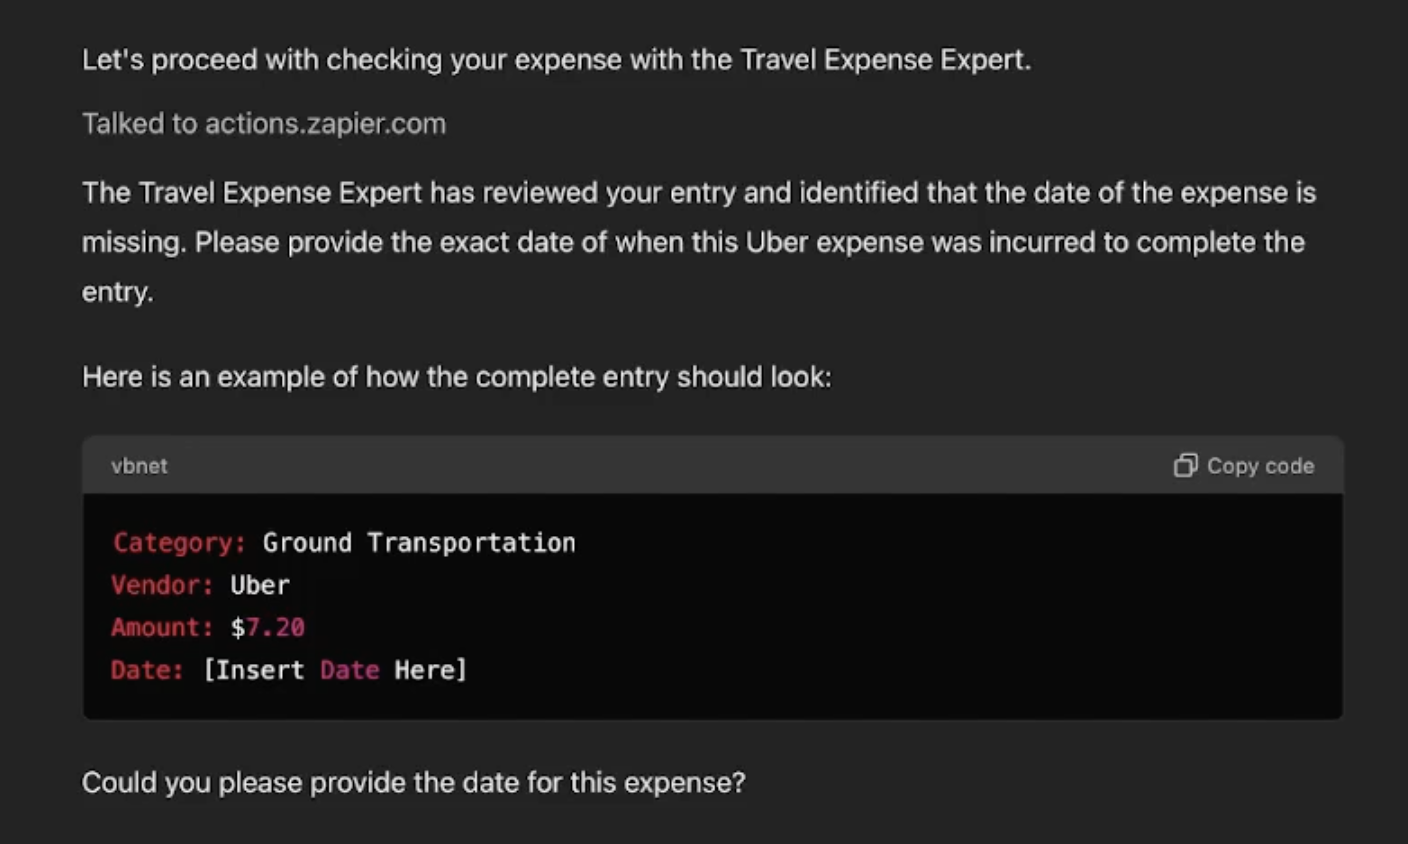 Let's proceed with checking your expense with the Travel Expense Expert.
Talked to actions.zapier.com
The Travel Expense Expert has reviewed your entry and identified that the date of the expense is
missing. Please provide the exact date of when this Uber expense was incurred to complete the
entry.
Here is an example of how the complete entry should look:
vbnet Copy code
Category: Ground Transportation
Vendor: Uber
Amount: $7.20
Date: [Insert Date Here]
Could you please provide the date for this expense?